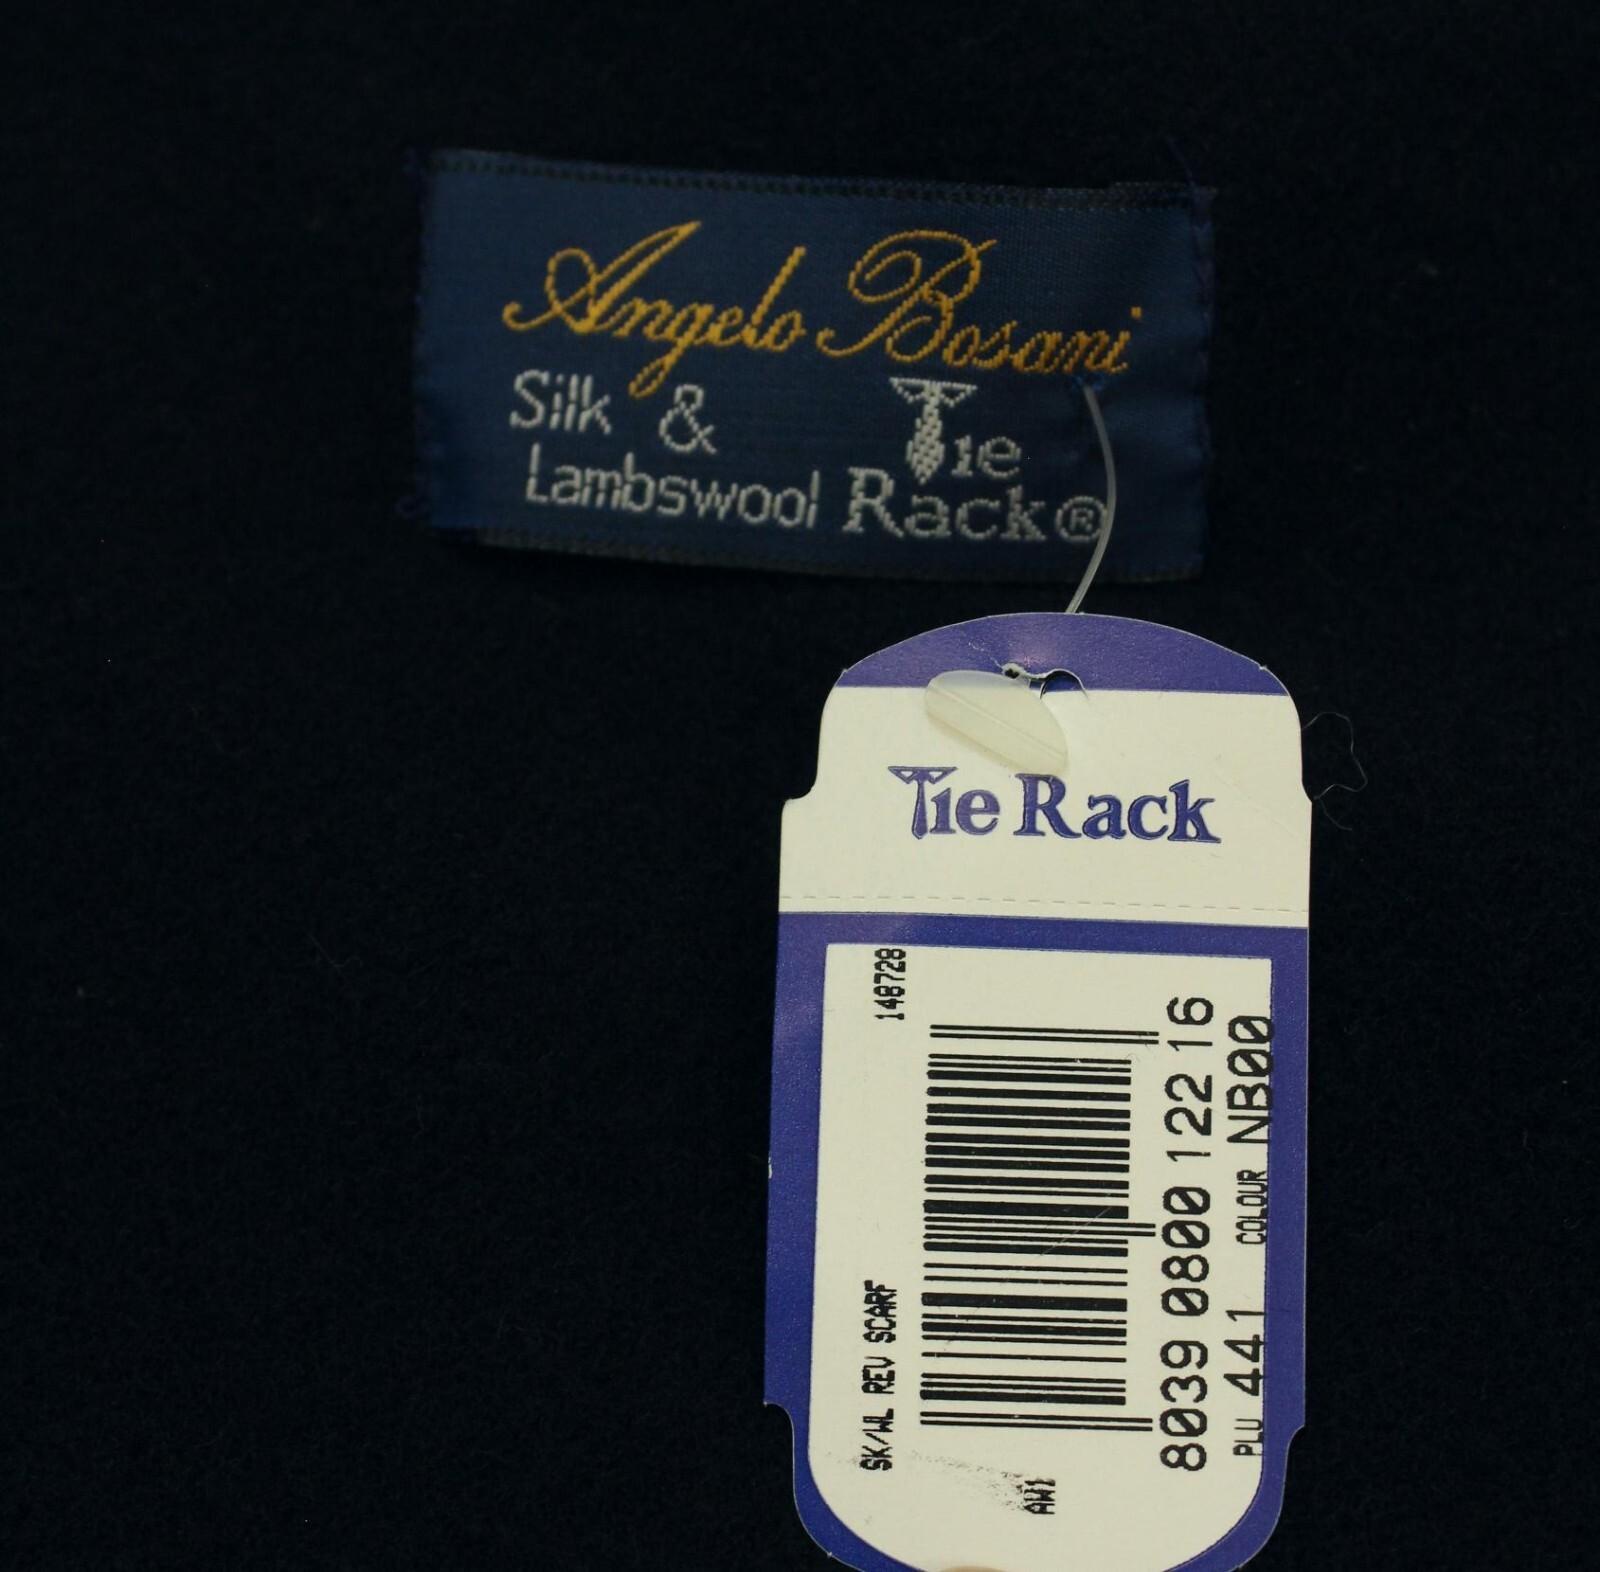 Angelo Bosani
Silk & Tie
Lambswool Rack®
Tie Rack
148728
SK/WL REV SCARF
8039 0800 122 16
PLU 441 COLOUR NB00
AW1